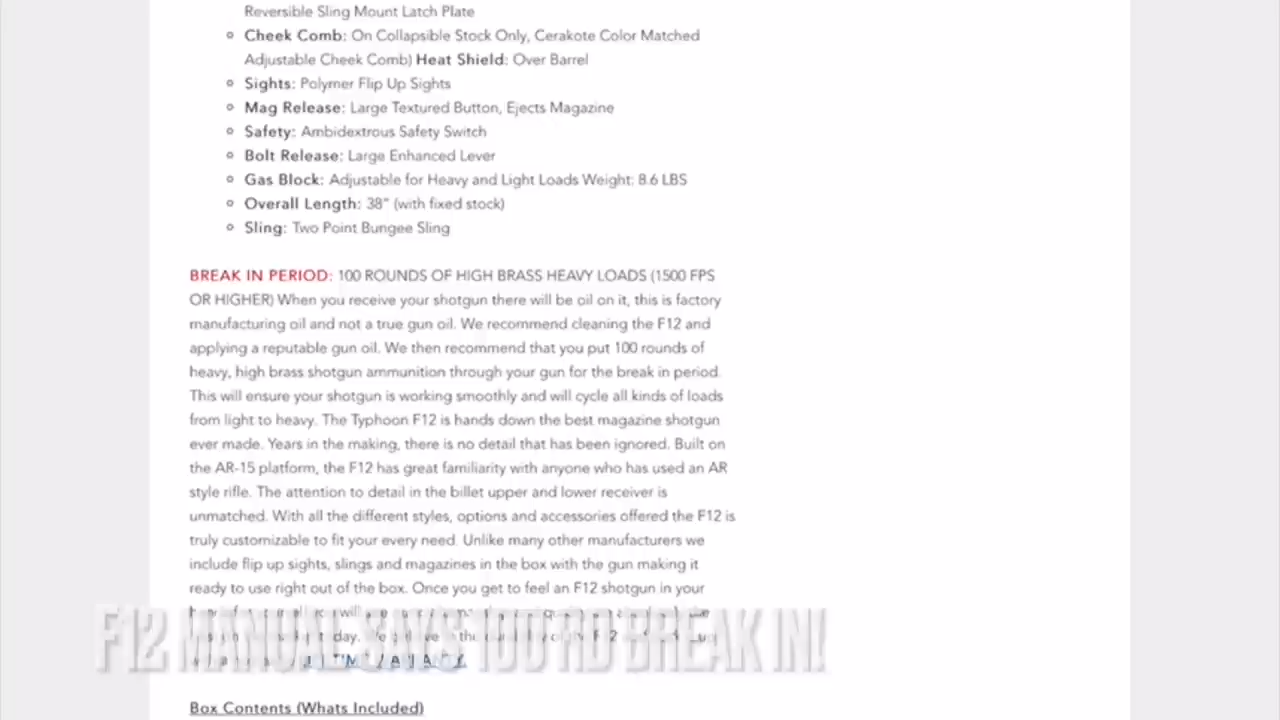 Reversible Sling Mount Latch Plate
Cheek Comb: On Collapsible Stock Only, Cerakote Color Matched
Adjustable Cheek Comb) Heat Shield: Over Barrel
Sights: Polymer Flip Up Sights
Mag Release: Large Textured Button, Ejects Magazine
Safety: Ambidextrous Safety Switch
Bolt Release: Large Enhanced Lever
Gas Block: Adjustable for Heavy and Light Loads Weight: 8.6 LBS
Overall Length: 38" (with fixed stock)
Sling: Two Point Bungee Sling
BREAK IN PERIOD: 100 ROUNDS OF HIGH BRASS HEAVY LOADS (1500 FPS
OR HIGHER) When you receive your shotgun there will be oil on it, this is factory
manufacturing oil and not a true gun oil. We recommend cleaning the F12 and
applying a reputable gun oil. We then recommend that you put 100 rounds of
heavy, high brass shotgun ammunition through your gun for the break in period.
This will ensure your shotgun is working smoothly and will cycle all kinds of loads
from light to heavy. The Typhoon F12 is hands down the best magazine shotgun
ever made. Years in the making, there is no detail that has been ignored. Built on
the AR-15 platform, the F12 has great familiarity with anyone who has used an AR
style rifle. The attention to detail in the billet upper and lower receiver is
unmatched. With all the different styles, options and accessories offered the F12 is
truly customizable to fit your every need. Unlike many other manufacturers we
include flip up sights, slings and magazines in the box with the gun making it
ready to use right out of the box. Once you get to feel an F12 shotgun in your
F12 MANUAL SAYS 100 RD BREAK IN!
Box Contents (Whats Included)